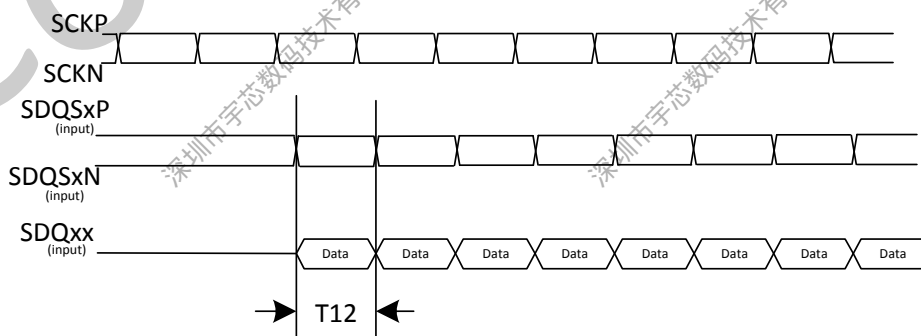 SCKP
SCKN
SDQSxP
(input)
SDQSxN
(input)
SDQxx
(input)
Data Data Data Data Data Data Data Data
T12
深圳市宇芯数码技术有
深圳市宇芯数码技术有